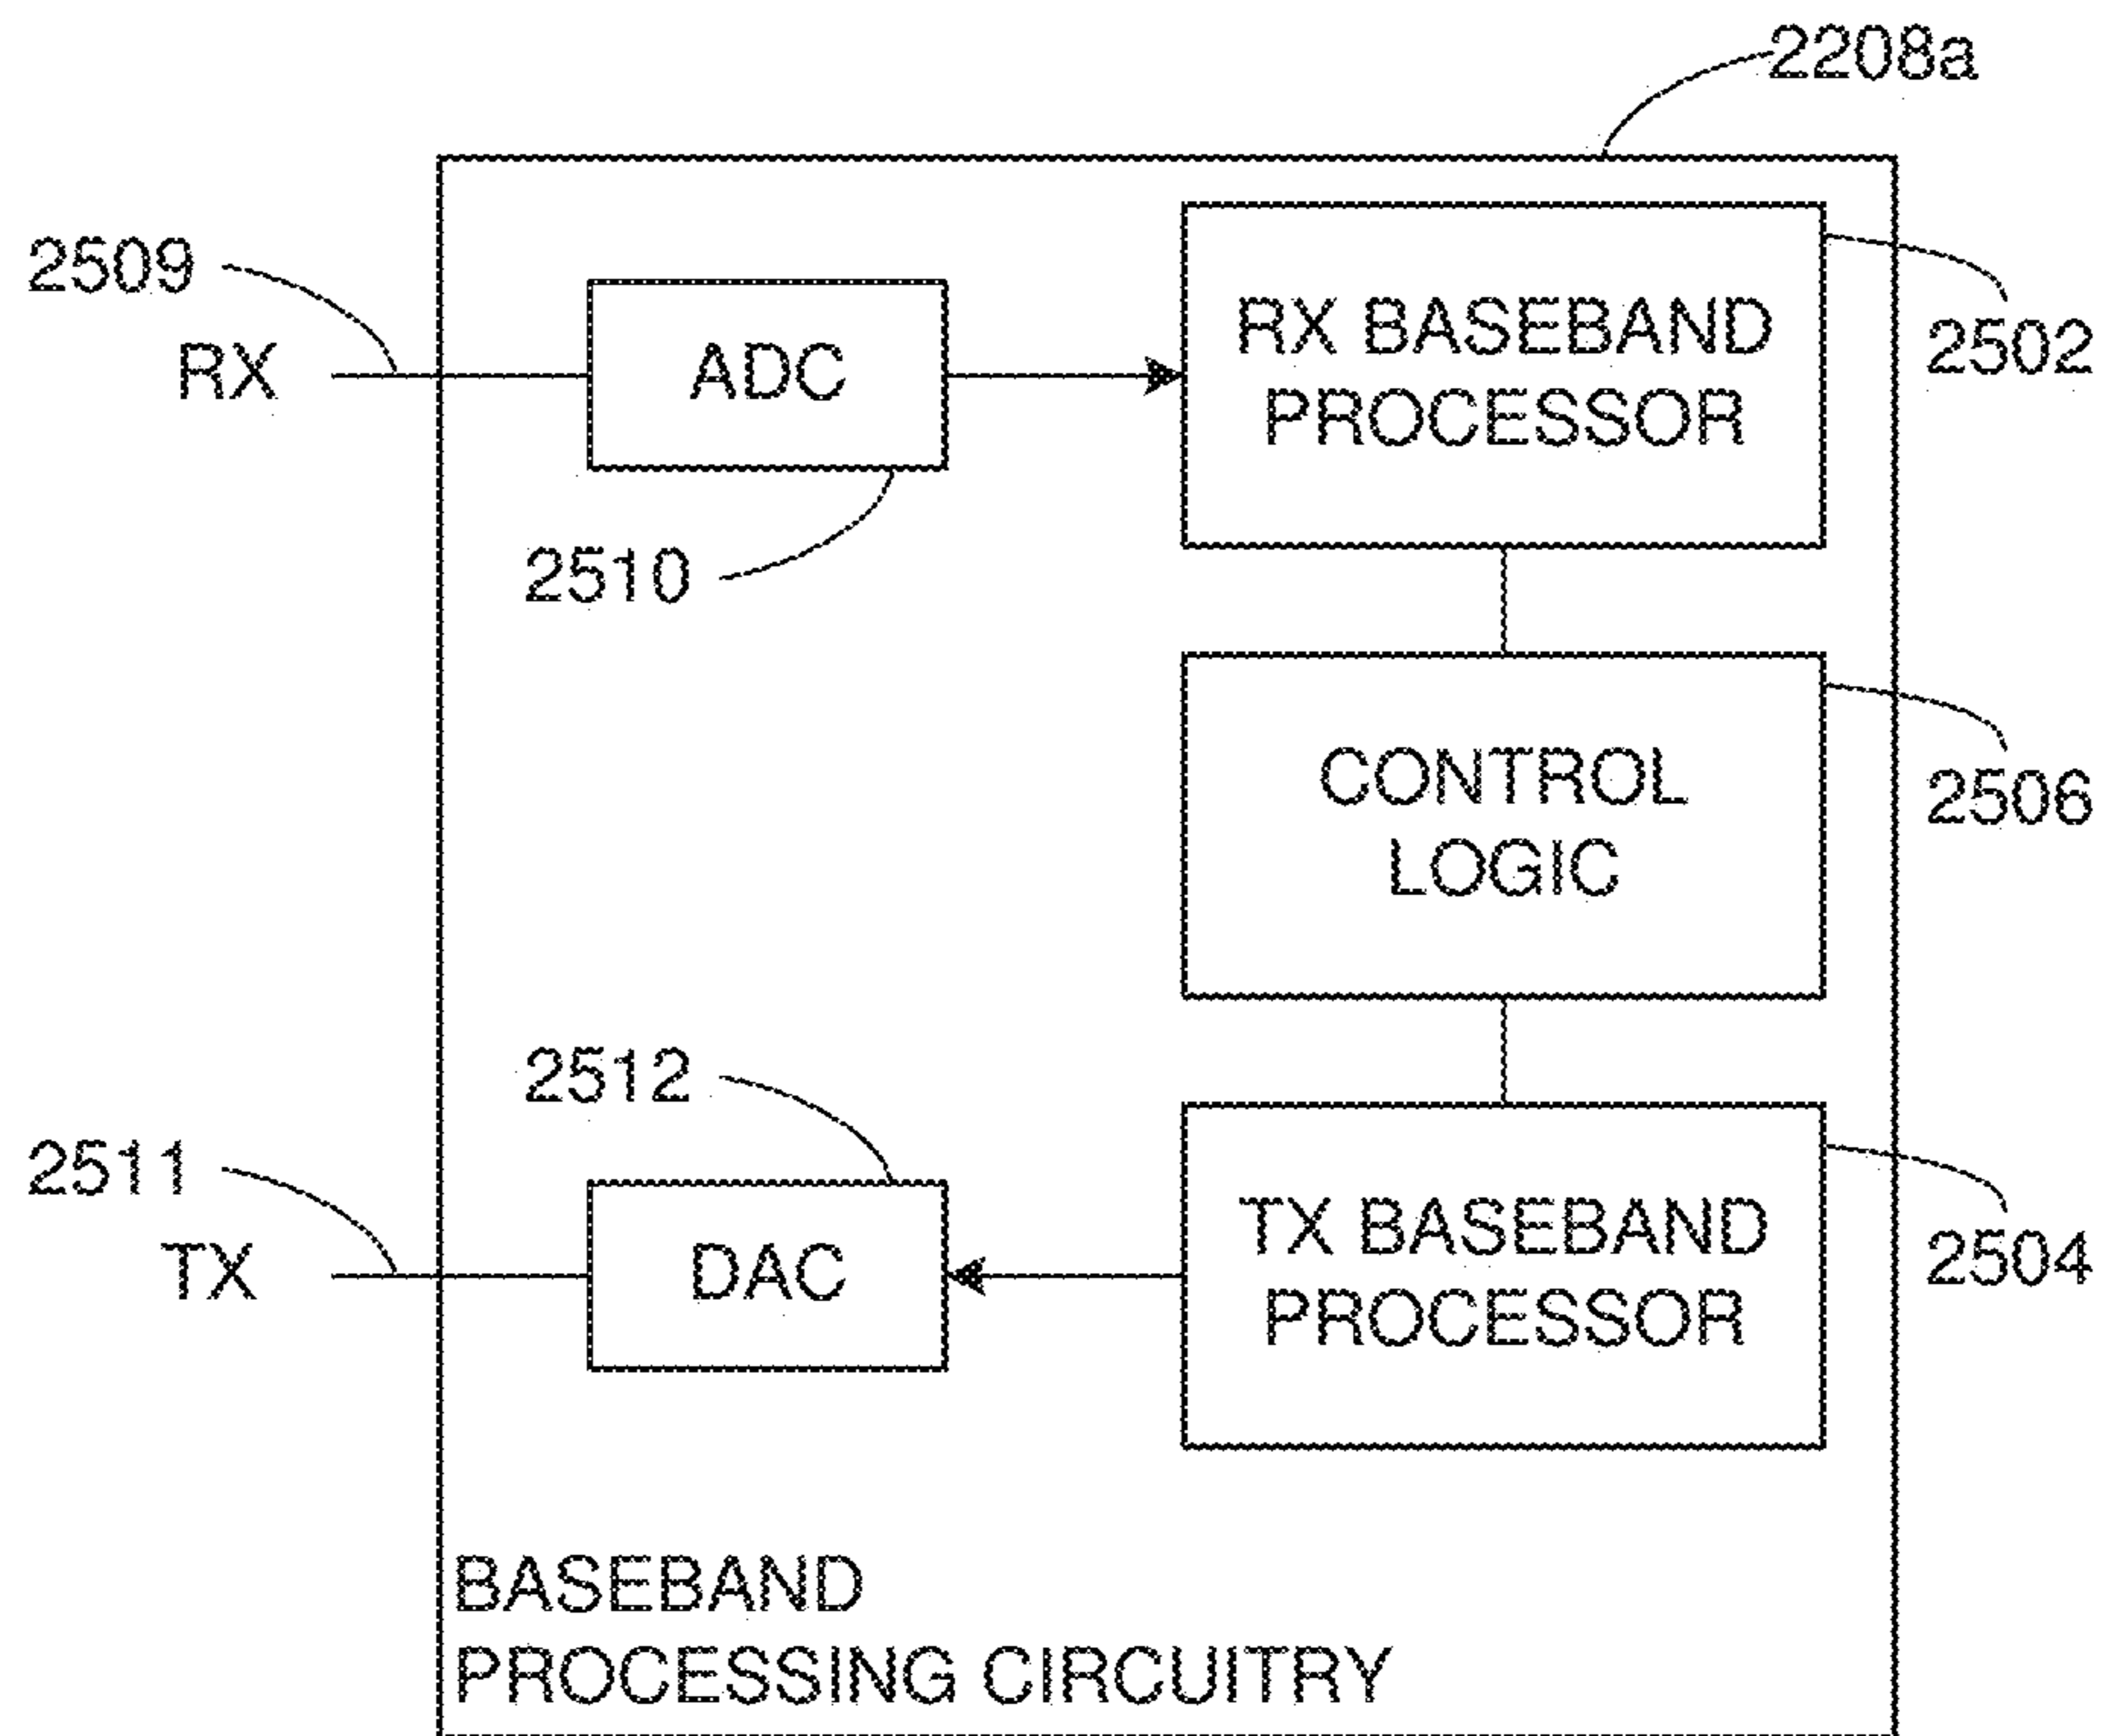 2208a
2509
RX
ADC
RX BASEBAND
PROCESSOR
2502
2510
CONTROL
LOGIC
2506
2512
2511
TX
DAC
TX BASEBAND
PROCESSOR
2504
BASEBAND
PROCESSING CIRCUITRY